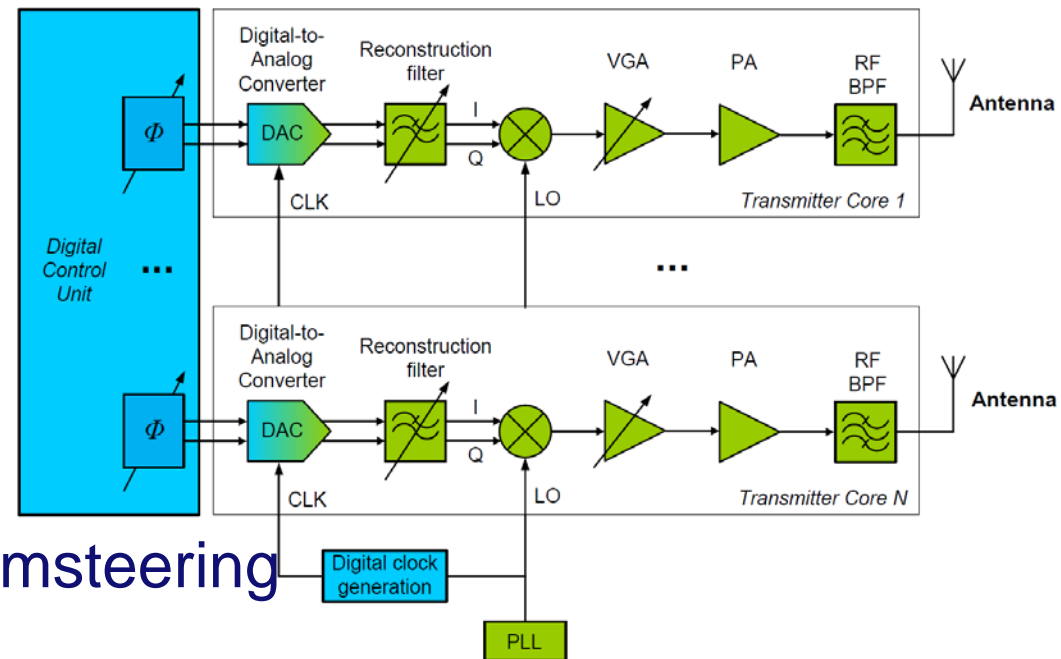 Digital-to-
Analog
Converter
Reconstruction
filter
VGA
PA
RF
BPF
Antenna
Φ
DAC
I
Q
CLK
LO
Transmitter Core 1
Digital
Control
Unit
...
...
Digital-to-
Analog
Converter
Reconstruction
filter
VGA
PA
RF
BPF
Antenna
Φ
DAC
I
Q
CLK
LO
Transmitter Core N
msteering
Digital clock
generation
PLL